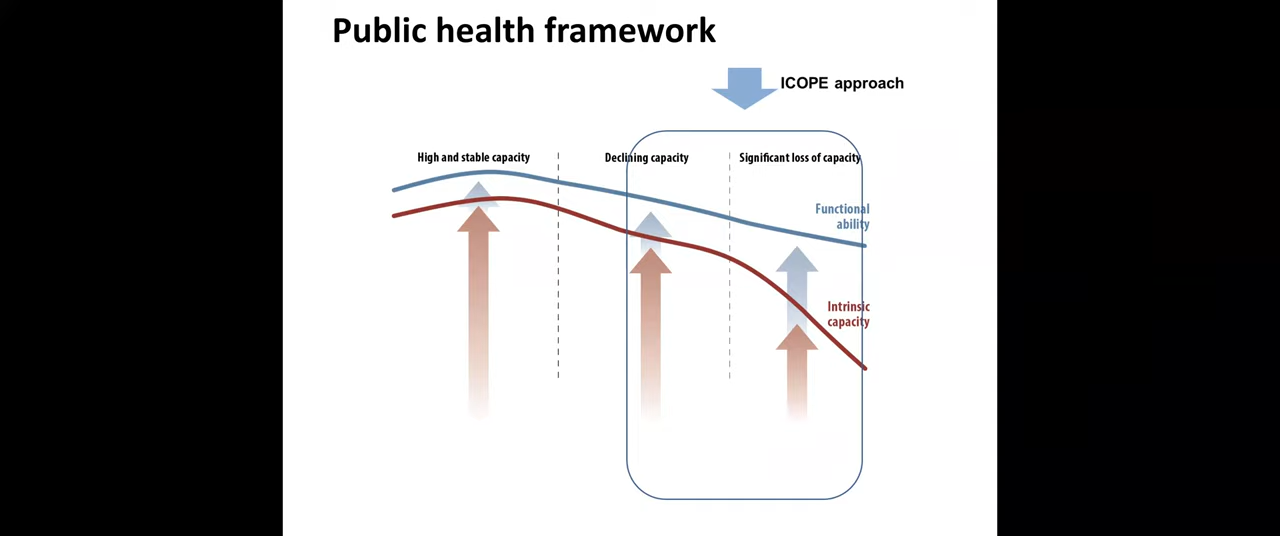 Public health framework
ICOPE approach
High and stable capacity
Declining capacity
Significant loss of capacity
Functional
ability
Intrinsic
capacity